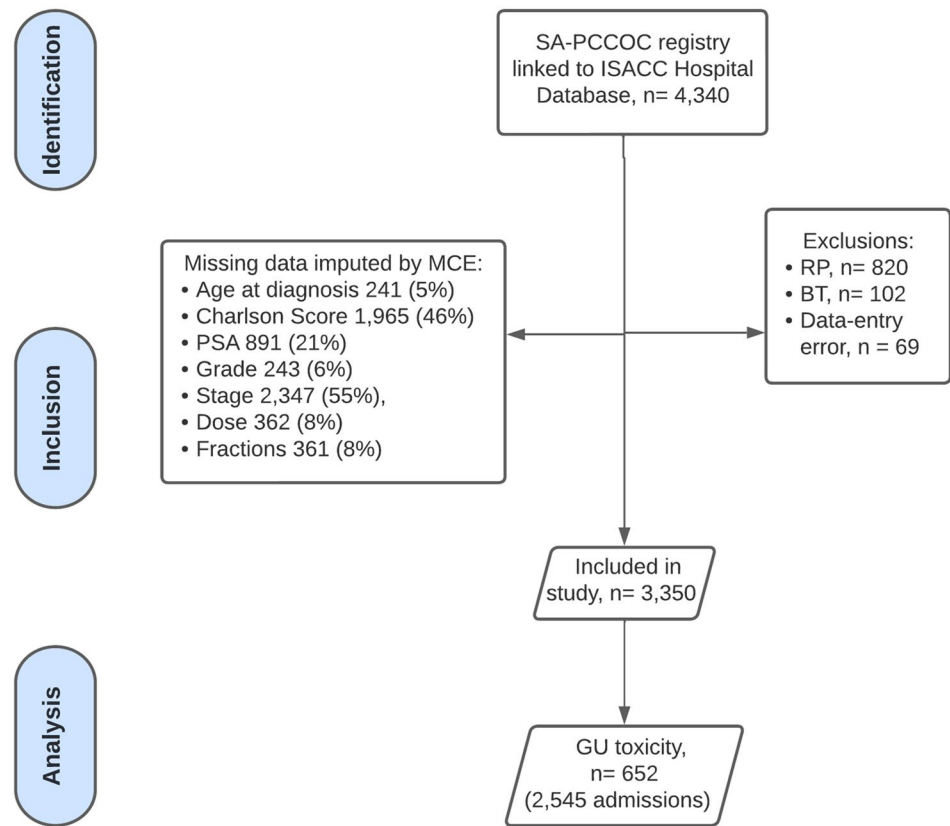 Identification
SA-PCCOC registry
linked to ISACC Hospital
Database, n= 4,340
Exclusions:
• RP, n= 820
• BT, n= 102
• Data-entry
error, n = 69
Missing data imputed by MCE:
• Age at diagnosis 241 (5%)
• Charlson Score 1,965 (46%)
• PSA 891 (21%)
• Grade 243 (6%)
• Stage 2,347 (55%),
• Dose 362 (8%)
• Fractions 361 (8%)
Inclusion
Included in
study, n= 3,350
Analysis
GU toxicity,
n= 652
(2,545 admissions)